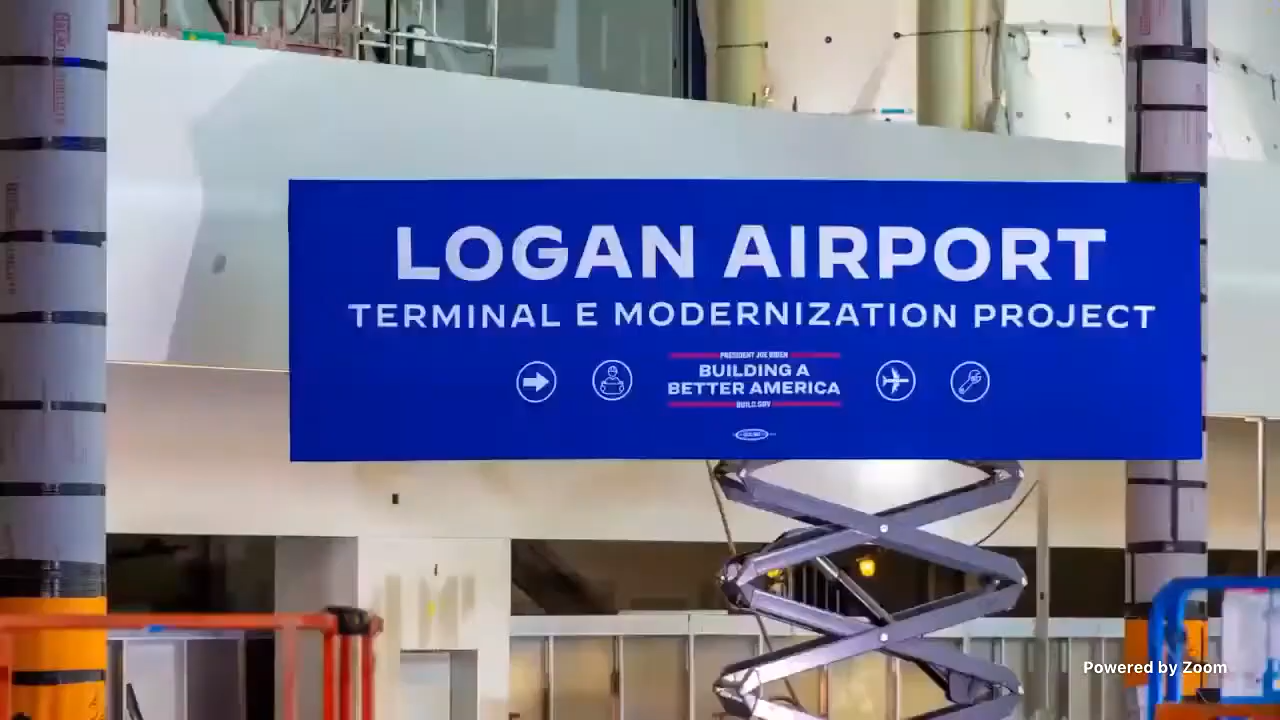 LOGAN AIRPORT
TERMINAL E MODERNIZATION PROJECT
PRESIDENT JOE BIDEN
BUILDING A
BETTER AMERICA
BUILD.GOV
Powered by Zoom